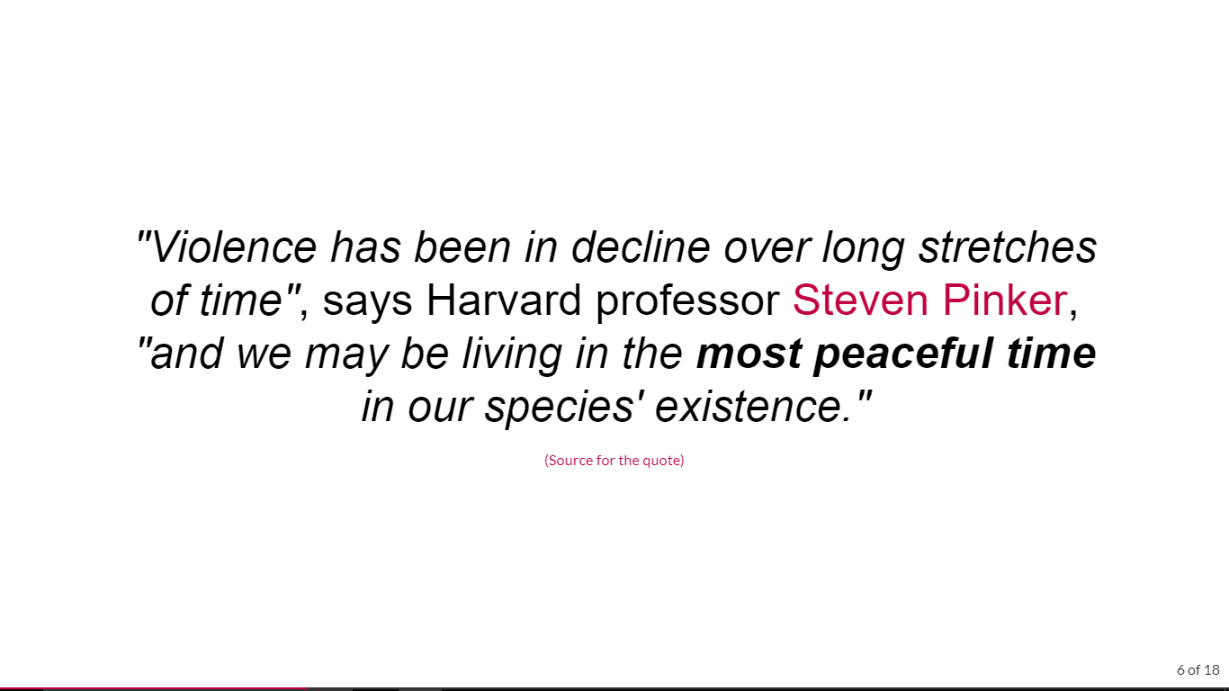 "Violence has been in decline over long stretches
of time", says Harvard professor Steven Pinker,
"and we may be living in the most peaceful time
in our species' existence."
(Source for the quote)
6 of 18